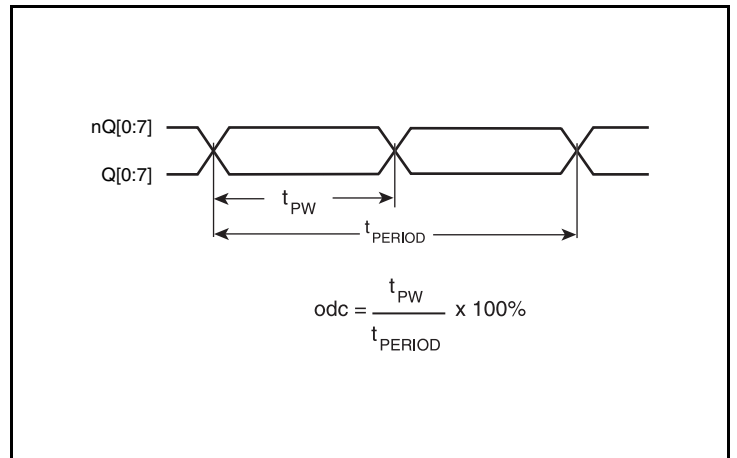 nQ[0:7]
Q[0:7]
tPW
tPERIOD
odc = tPW / tPERIOD x 100%